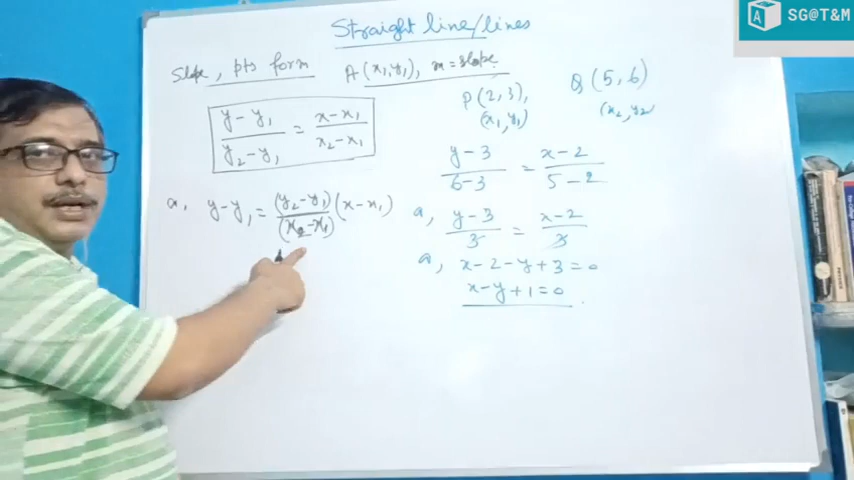 Straight line/lines
SG@T&M
Slope, pts form A(x₁,y₁), m=slope.
P(2,3), Q(5,6)
(x₁,y₁) (x₂,y₂)
y-y₁/y₂-y₁ = x-x₁/x₂-x₁
y-3/6-3 = x-2/5-2
a, y-y₁ = (y₂-y₁)/(x₂-x₁) (x-x₁)
a, y-3/3 = x-2/3
a, x-2-y+3=0
x-y+1=0